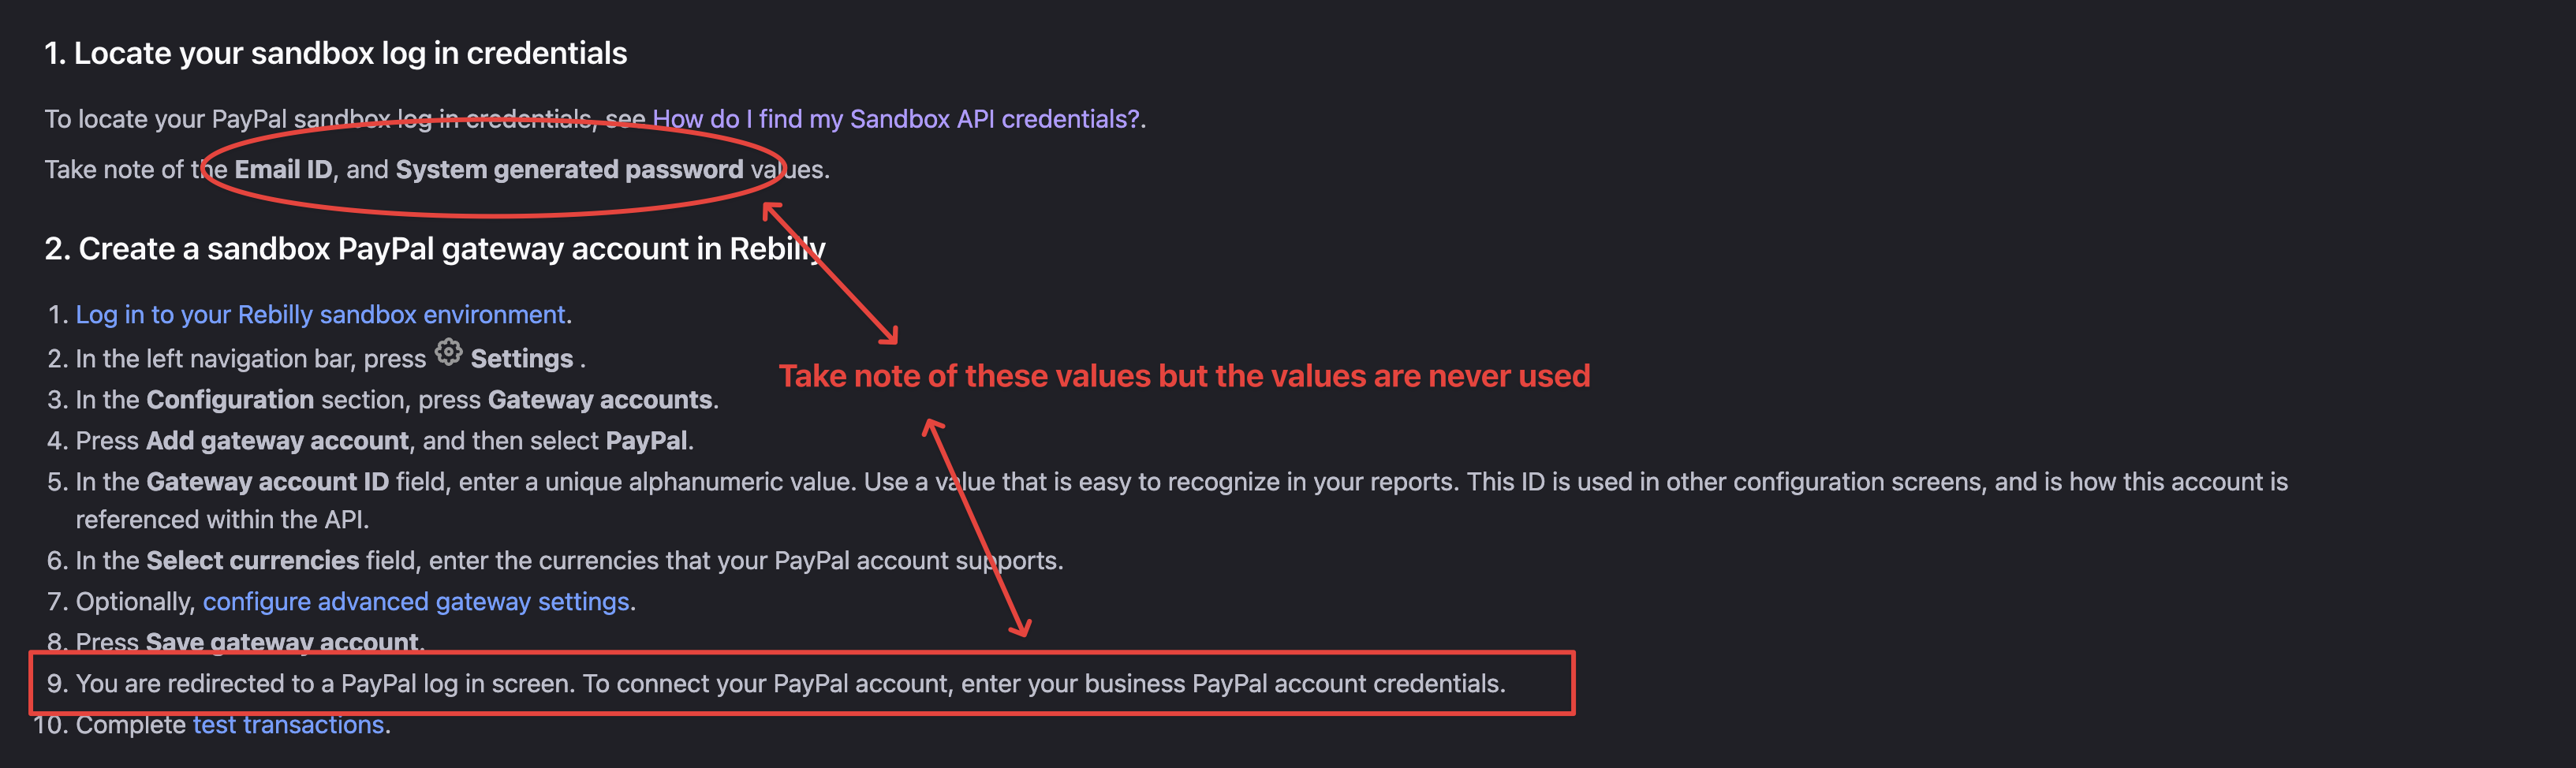 1. Locate your sandbox log in credentials
To locate your PayPal sandbox log in credentials, see How do I find my Sandbox API credentials?.
Take note of the Email ID, and System generated password values.
2. Create a sandbox PayPal gateway account in Rebilly
1. Log in to your Rebilly sandbox environment.
2. In the left navigation bar, press Settings .
Take note of these values but the values are never used
3. In the Configuration section, press Gateway accounts.
4. Press Add gateway account, and then select PayPal.
5. In the Gateway account ID field, enter a unique alphanumeric value. Use a value that is easy to recognize in your reports. This ID is used in other configuration screens, and is how this account is
referenced within the API.
6. In the Select currencies field, enter the currencies that your PayPal account supports.
7. Optionally, configure advanced gateway settings.
8. Press Save gateway account.
9. You are redirected to a PayPal log in screen. To connect your PayPal account, enter your business PayPal account credentials.
10. Complete test transactions.